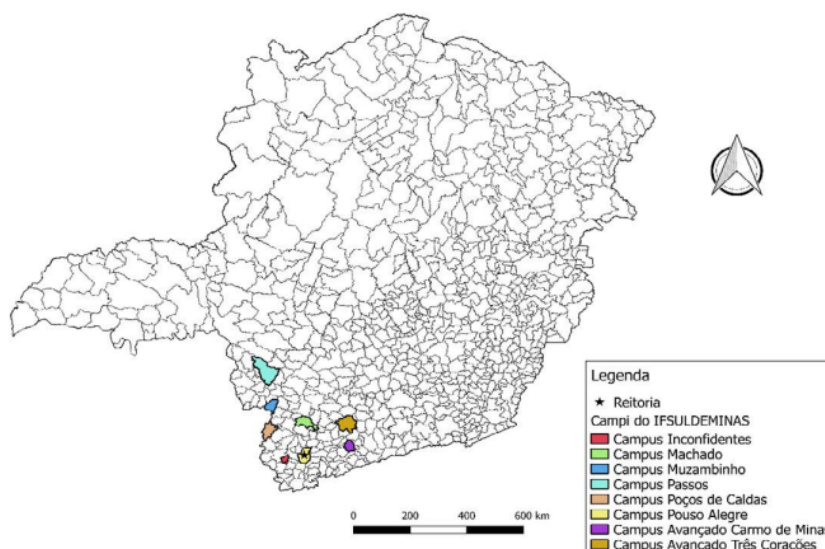 Legenda
Reitoria
Campi do IFSULDEMINAS
Campus Inconfidentes
Campus Machado
Campus Muzambinho
Campus Passos
Campus Poços de Caldas
Campus Pouso Alegre
Campus Avançado Carmo de Minas
Campus Avançado Três Corações
0 200 400 600 km